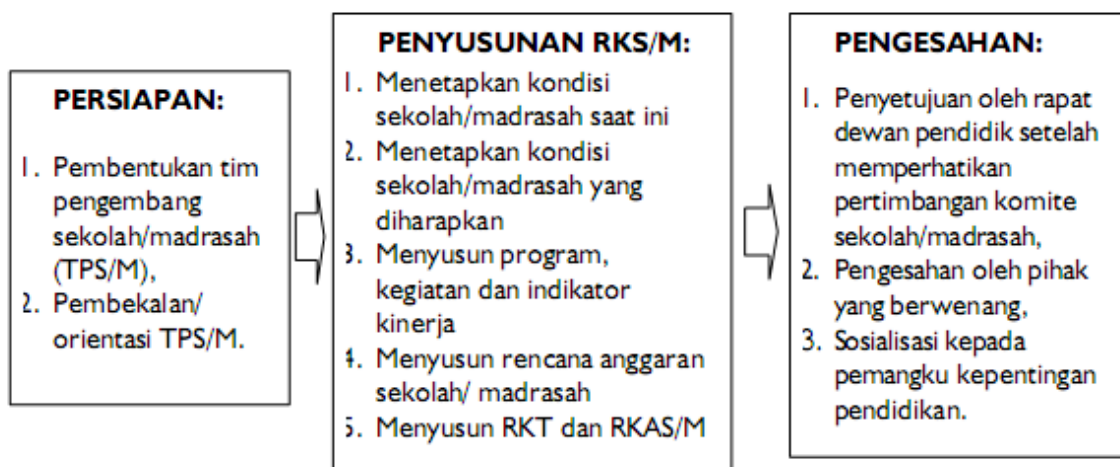 PERSIAPAN:
1. Pembentukan tim
pengembang
sekolah/madrasah
(TPS/M),
2. Pembekalan/
orientasi TPS/M.
PENYUSUNAN RKS/M:
1. Menetapkan kondisi
sekolah/madrasah saat ini
2. Menetapkan kondisi
sekolah/madrasah yang
diharapkan
3. Menyusun program,
kegiatan dan indikator
kinerja
4. Menyusun rencana anggaran
sekolah/ madrasah
5. Menyusun RKT dan RKAS/M
PENGESAHAN:
1. Penyetujuan oleh rapat
dewan pendidik setelah
memperhatikan
pertimbangan komite
sekolah/madrasah,
2. Pengesahan oleh pihak
yang berwenang,
3. Sosialisasi kepada
pemangku kepentingan
pendidikan.